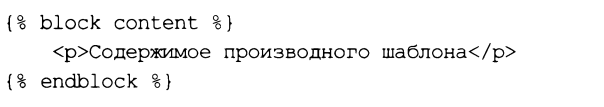 {% block content %}
    <p>Содержимое производного шаблона</p>
{% endblock %}